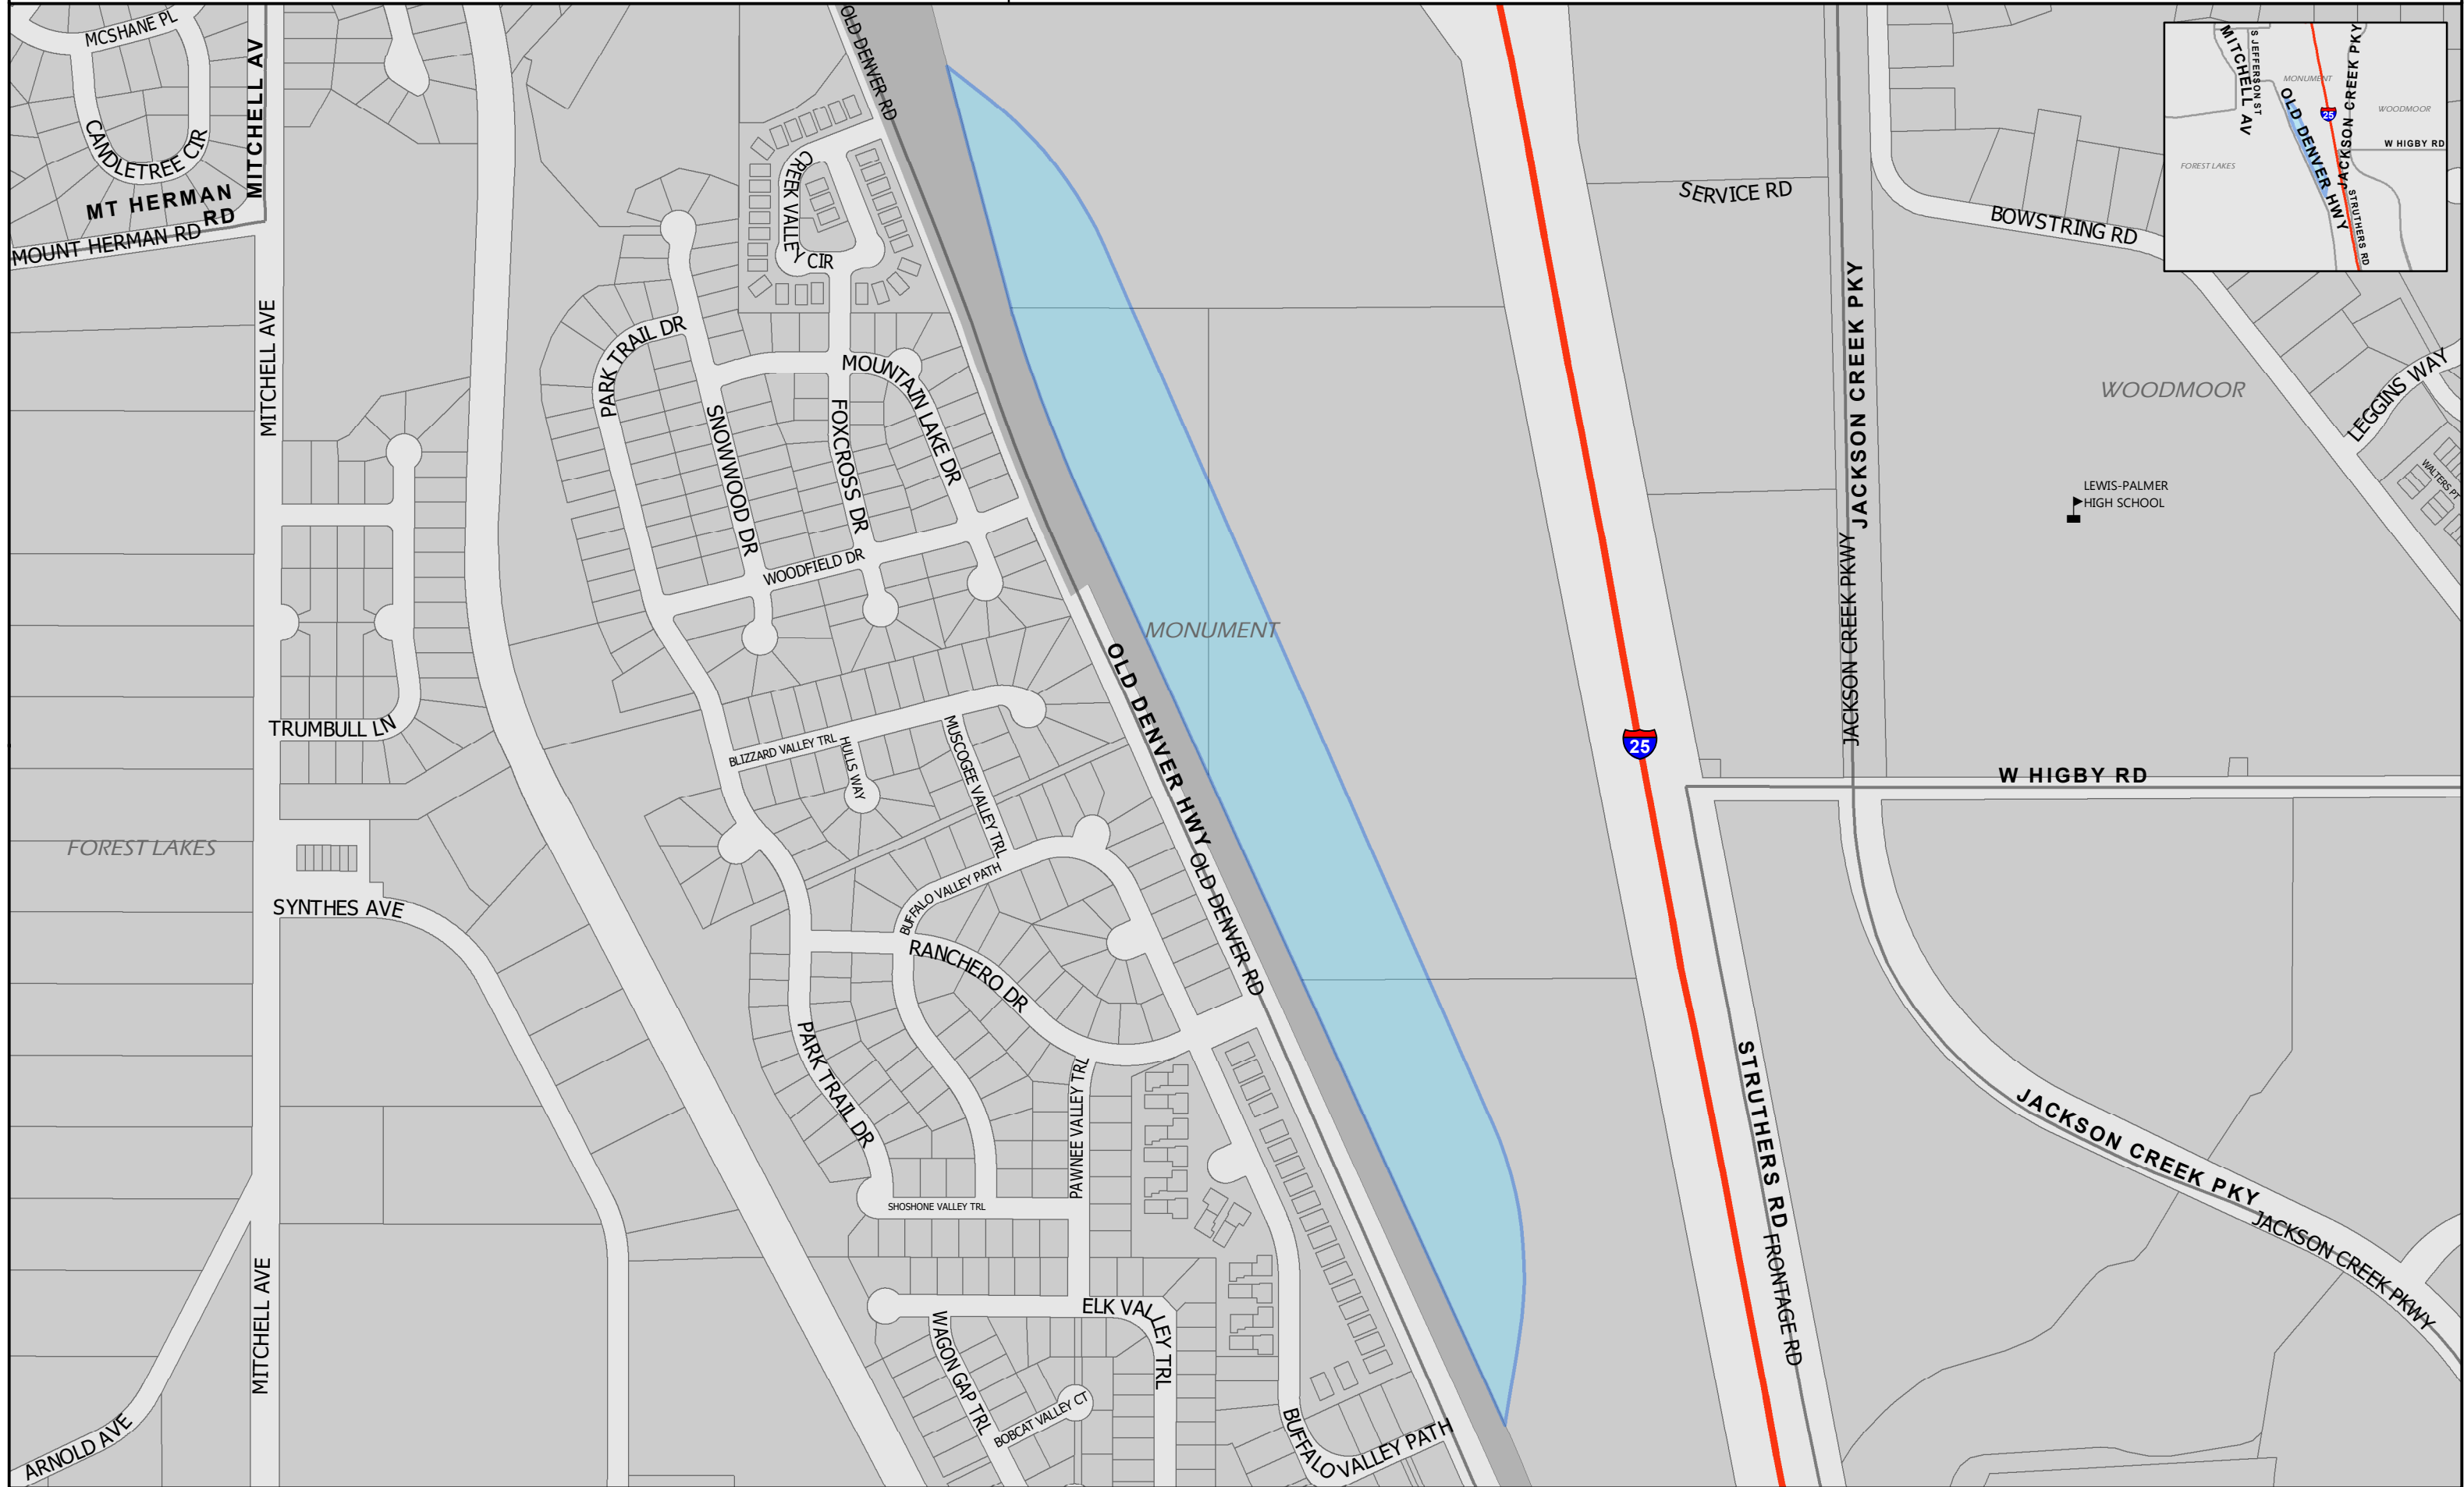 MCSHANE PL
CANDLETREE CIR
MITCHELL AV
MT HERMAN
RD
MOUNT HERMAN RD
MITCHELL AVE
TRUMBULL LN
FOREST LAKES
SYNTHES AVE
MITCHELL AVE
ARNOLD AVE
OLD DENVER RD
CREEK VALLEY CIR
PARK TRAIL DR
MOUNTAIN LAKE DR
SNOWWOOD DR
FOXCROSS DR
WOODFIELD DR
MONUMENT
OLD DENVER HWY
BLIZZARD VALLEY TRL
HULLS WAY
MUSCOGEE VALLEY TRL
BUFFALO VALLEY PATH
OLD DENVER RD
RANCHERO DR
PARK TRAIL DR
PAWNEE VALLEY TRL
SHOSHONE VALLEY TRL
ELK VALLEY TRL
WAGON GAP TRL
BOBCAT VALLEY CT
BUFFALO VALLEY PATH
25
SERVICE RD
JACKSON CREEK PKY
JACKSON CREEK PKWY
BOWSTRING RD
WOODMOOR
LEGGINS WAY
WALTERS PT
LEWIS-PALMER
HIGH SCHOOL
W HIGBY RD
STRUTHERS RD
FRONTAGE RD
JACKSON CREEK PKY
JACKSON CREEK PKWY
MITCHELL AV
S JEFFERSON ST
MONUMENT
JACKSON CREEK PKY
WOODMOOR
25
OLD DENVER HWY
W HIGBY RD
FOREST LAKES
STRUTHERS RD